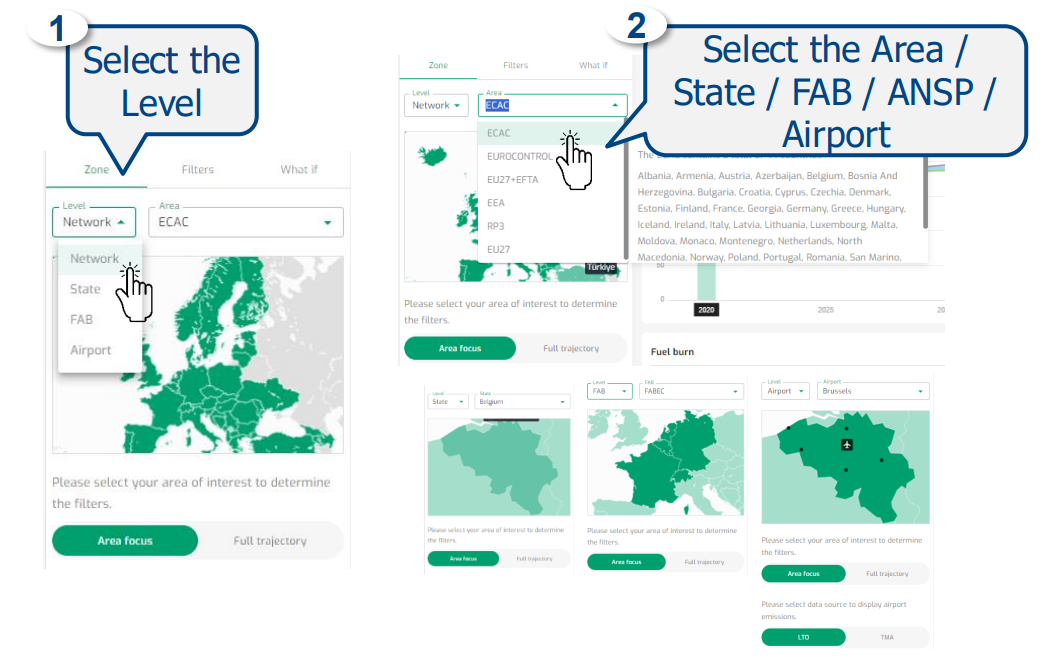 1
Select the
Level
Zone Filters What if
Level
Network
Area
ECAC
Network
State
FAB
Airport
Please select your area of interest to determine
the filters.
Area focus Full trajectory
2
Select the Area /
State / FAB / ANSP /
Airport
Zone Filters What if
Level
Network
Area
ECAC
ECAC
EUROCONTROL
EU27+EFTA
EEA
RP3
EU27
Türkiye
Please select your area of interest to determine
the filters.
Area focus Full trajectory
Albania, Armenia, Austria, Azerbaijan, Belgium, Bosnia And
Herzegovina, Bulgaria, Croatia, Cyprus, Czechia, Denmark,
Estonia, Finland, France, Georgia, Germany, Greece, Hungary,
Iceland, Ireland, Italy, Latvia, Lithuania, Luxembourg, Malta,
Moldova, Monaco, Montenegro, Netherlands, North
Macedonia, Norway, Poland, Portugal, Romania, San Marino,
50
0
2020 2025 20
Fuel burn
Level
State
State
Belgium
Please select your area of interest to determine
the filters.
Area focus Full trajectory
Level
FAB
FAB
FABEC
Please select your area of interest to determine
the filters.
Area focus Full trajectory
Level
Airport
Airport
Brussels
Please select your area of interest to determine
the filters.
Area focus Full trajectory
Please select data source to display airport
emissions.
LTO TMA